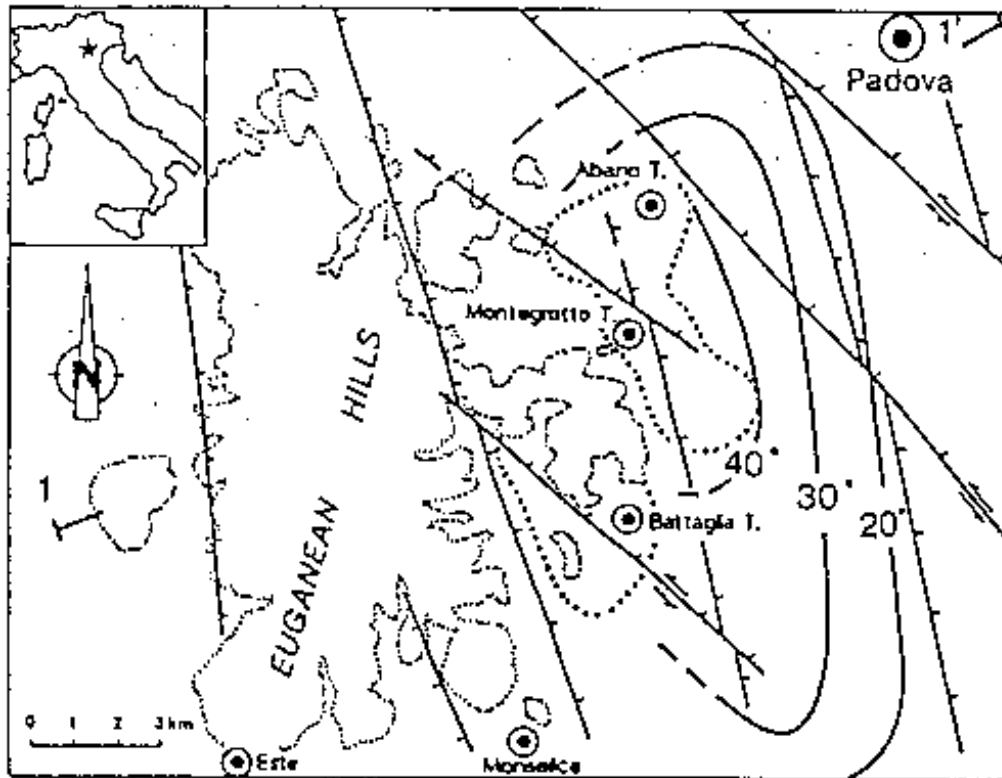 1'
Padova
Abano T.
Montegrotto T.
HILLS
EUGANEAN
N
1
40°
30°
20°
Battaglia T.
0 1 2 3 km
Este
Monselice